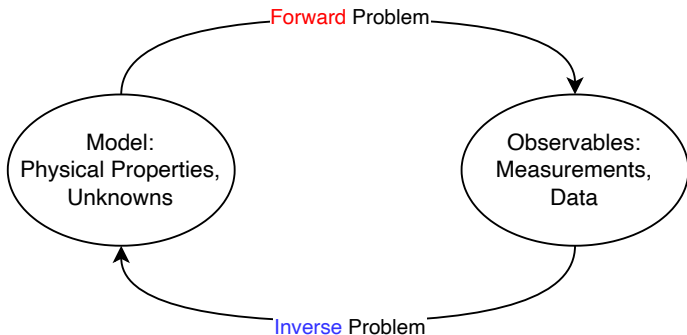 Forward Problem
Model:
Physical Properties,
Unknowns
Observables:
Measurements,
Data
Inverse Problem